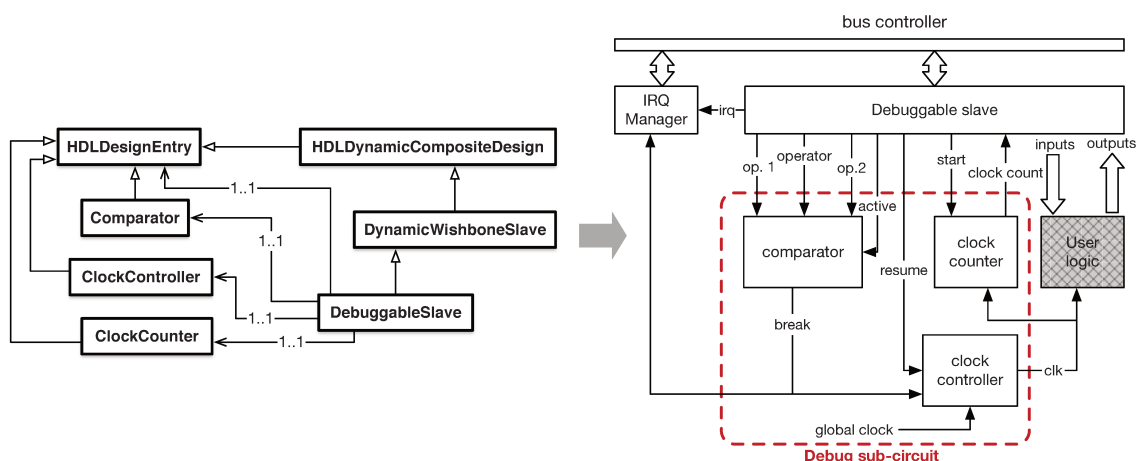 HDLDesignEntry
HDLDynamicCompositeDesign
1..1
Comparator
DynamicWishboneSlave
1..1
ClockController
1..1
DebuggableSlave
ClockCounter
1..1
bus controller
IRQ
Manager
irq
Debuggable slave
op. 1
operator
op.2
active
resume
start
clock count
inputs
outputs
comparator
clock
counter
User
logic
break
clock
controller
clk
global clock
Debug sub-circuit